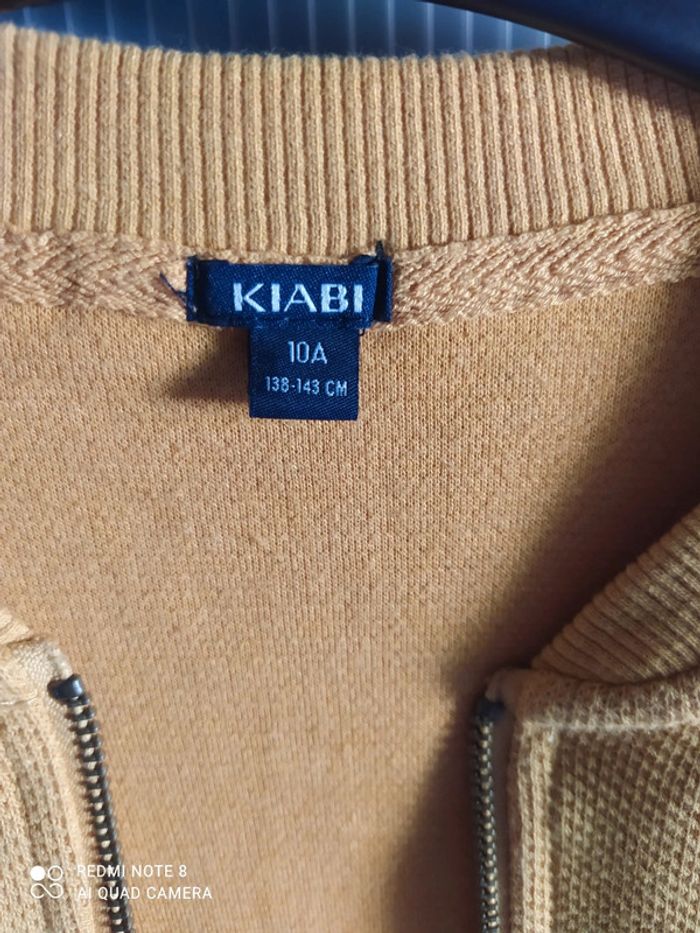 KIABI
10A
138-143 CM
REDMI NOTE 8
AI QUAD CAMERA